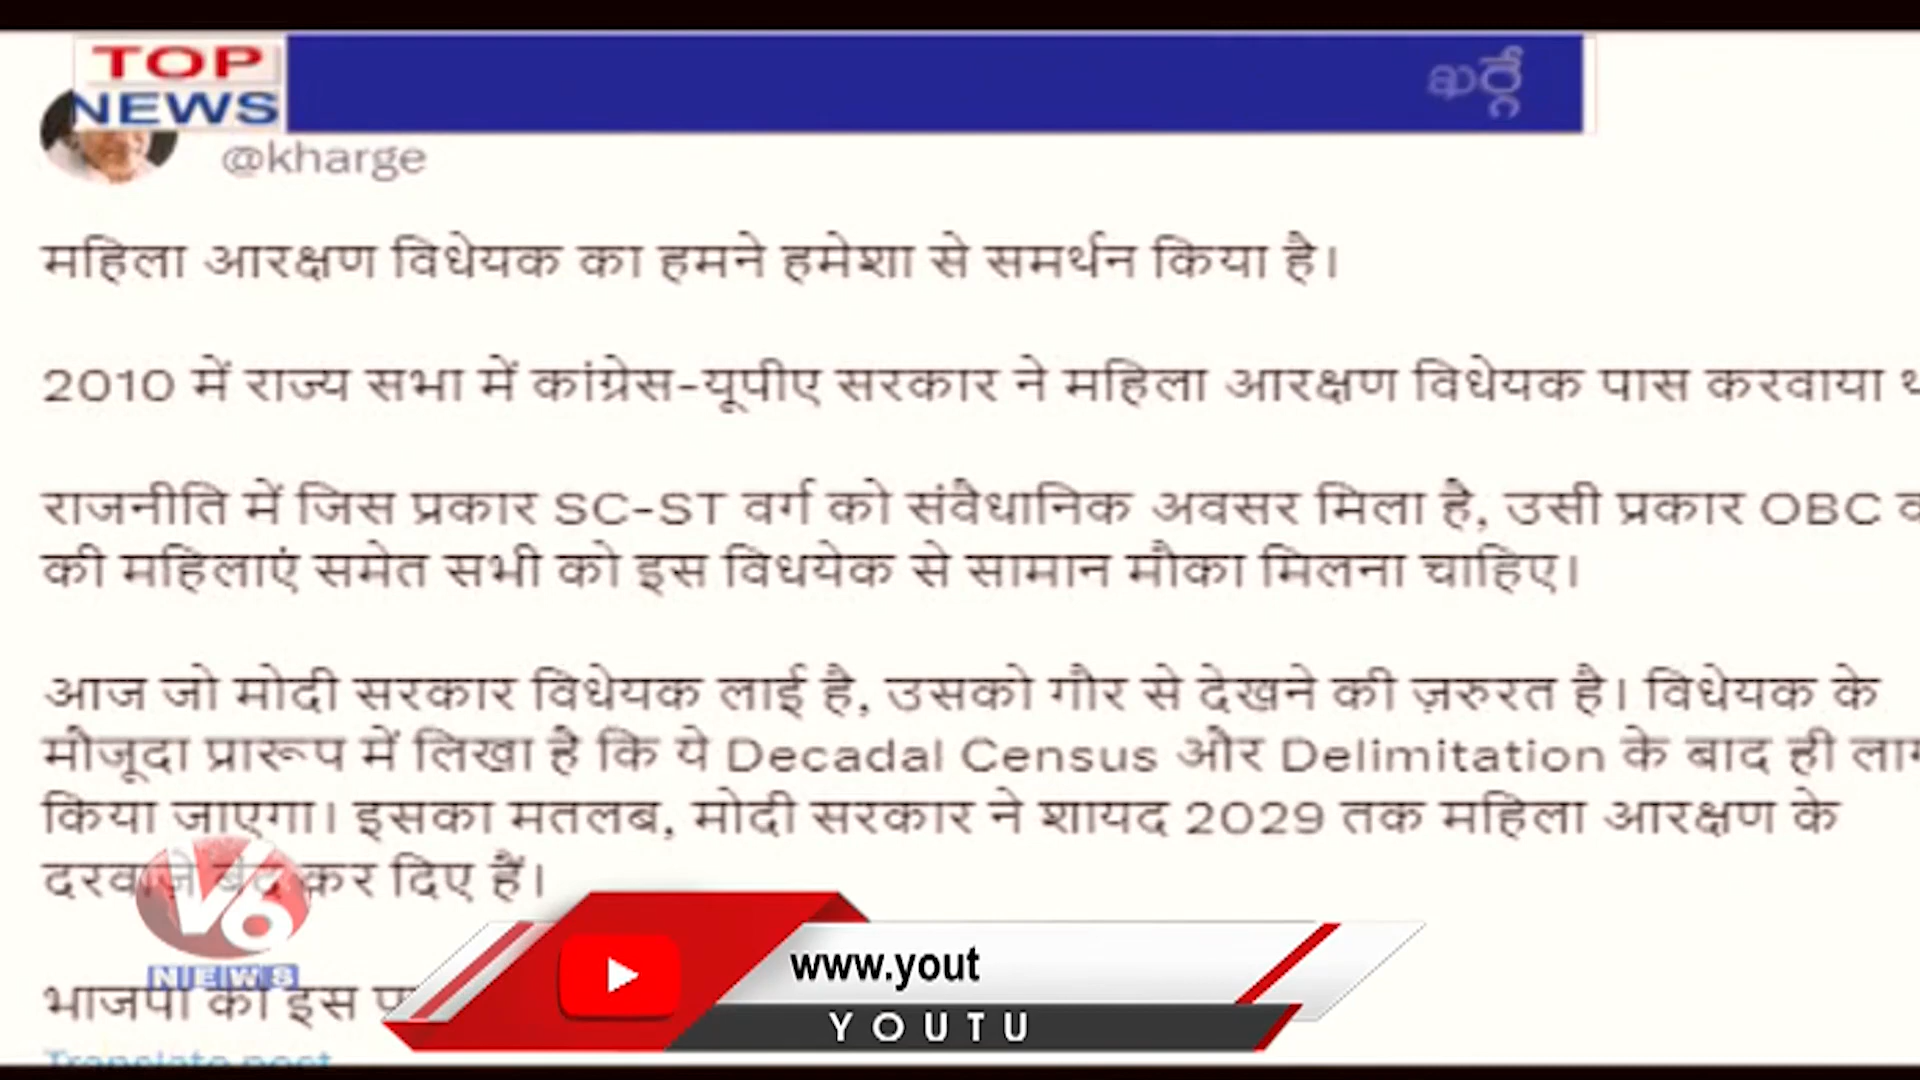 TOP
NEWS
ఖర్గే
@kharge
महिला आरक्षण विधेयक का हमने हमेशा से समर्थन किया है।
2010 में राज्य सभा में कांग्रेस-यूपीए सरकार ने महिला आरक्षण विधेयक पास करवाया
राजनीति में जिस प्रकार SC-ST वर्ग को संवैधानिक अवसर मिला है, उसी प्रकार OBC
की महिलाएं समेत सभी को इस विधयेक से सामान मौका मिलना चाहिए।
आज जो मोदी सरकार विधेयक लाई है, उसको गौर से देखने की ज़रुरत है। विधेयक के
मौजूदा प्रारूप में लिखा है कि ये Decadal Census और Delimitation के बाद ही
किया जाएगा। इसका मतलब, मोदी सरकार ने शायद 2029 तक महिला आरक्षण के
कर दिए हैं।
V6
NEWS
भाजपा को इस
www.yout
YOUTU
Translate post